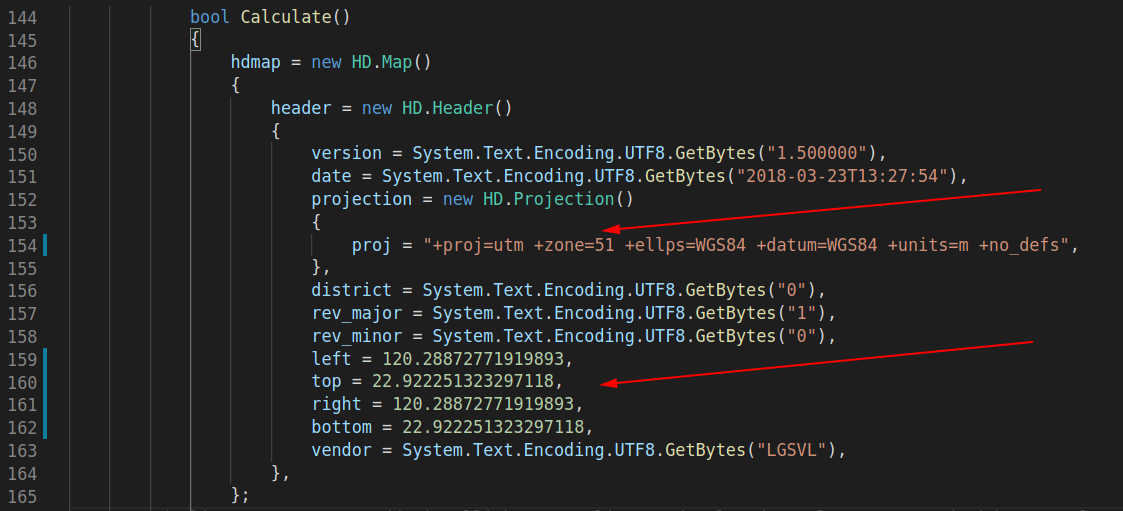 144 bool Calculate()
145 {
146 hdmap = new HD.Map()
147 {
148 header = new HD.Header()
149 {
150 version = System.Text.Encoding.UTF8.GetBytes("1.500000"),
151 date = System.Text.Encoding.UTF8.GetBytes("2018-03-23T13:27:54"),
152 projection = new HD.Projection()
153 {
154 proj = "+proj=utm +zone=51 +ellps=WGS84 +datum=WGS84 +units=m +no_defs",
155 },
156 district = System.Text.Encoding.UTF8.GetBytes("0"),
157 rev_major = System.Text.Encoding.UTF8.GetBytes("1"),
158 rev_minor = System.Text.Encoding.UTF8.GetBytes("0"),
159 left = 120.28872771919893,
160 top = 22.922251323297118,
161 right = 120.28872771919893,
162 bottom = 22.922251323297118,
163 vendor = System.Text.Encoding.UTF8.GetBytes("LGSVL"),
164 },
165 };